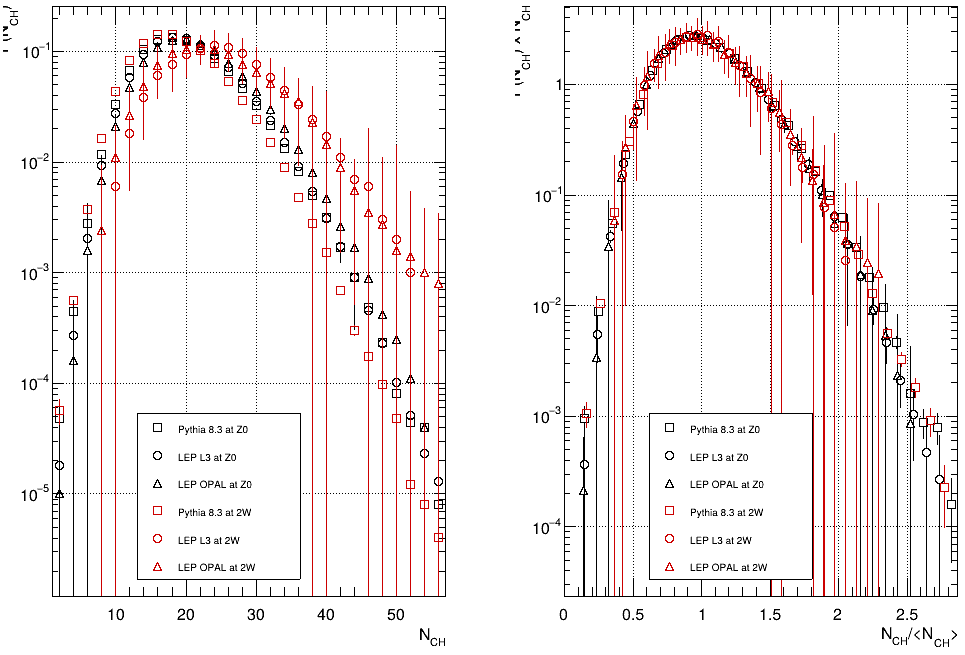 10⁻¹
10⁻²
10⁻³
10⁻⁴
10⁻⁵
Pythia 8.3 at Z0
LEP L3 at Z0
LEP OPAL at Z0
Pythia 8.3 at 2W
LEP L3 at 2W
LEP OPAL at 2W
10 20 30 40 50
N_CH
1
10⁻¹
10⁻²
10⁻³
10⁻⁴
Pythia 8.3 at Z0
LEP L3 at Z0
LEP OPAL at Z0
Pythia 8.3 at 2W
LEP L3 at 2W
LEP OPAL at 2W
0 0.5 1 1.5 2 2.5
N_CH/<N_CH>